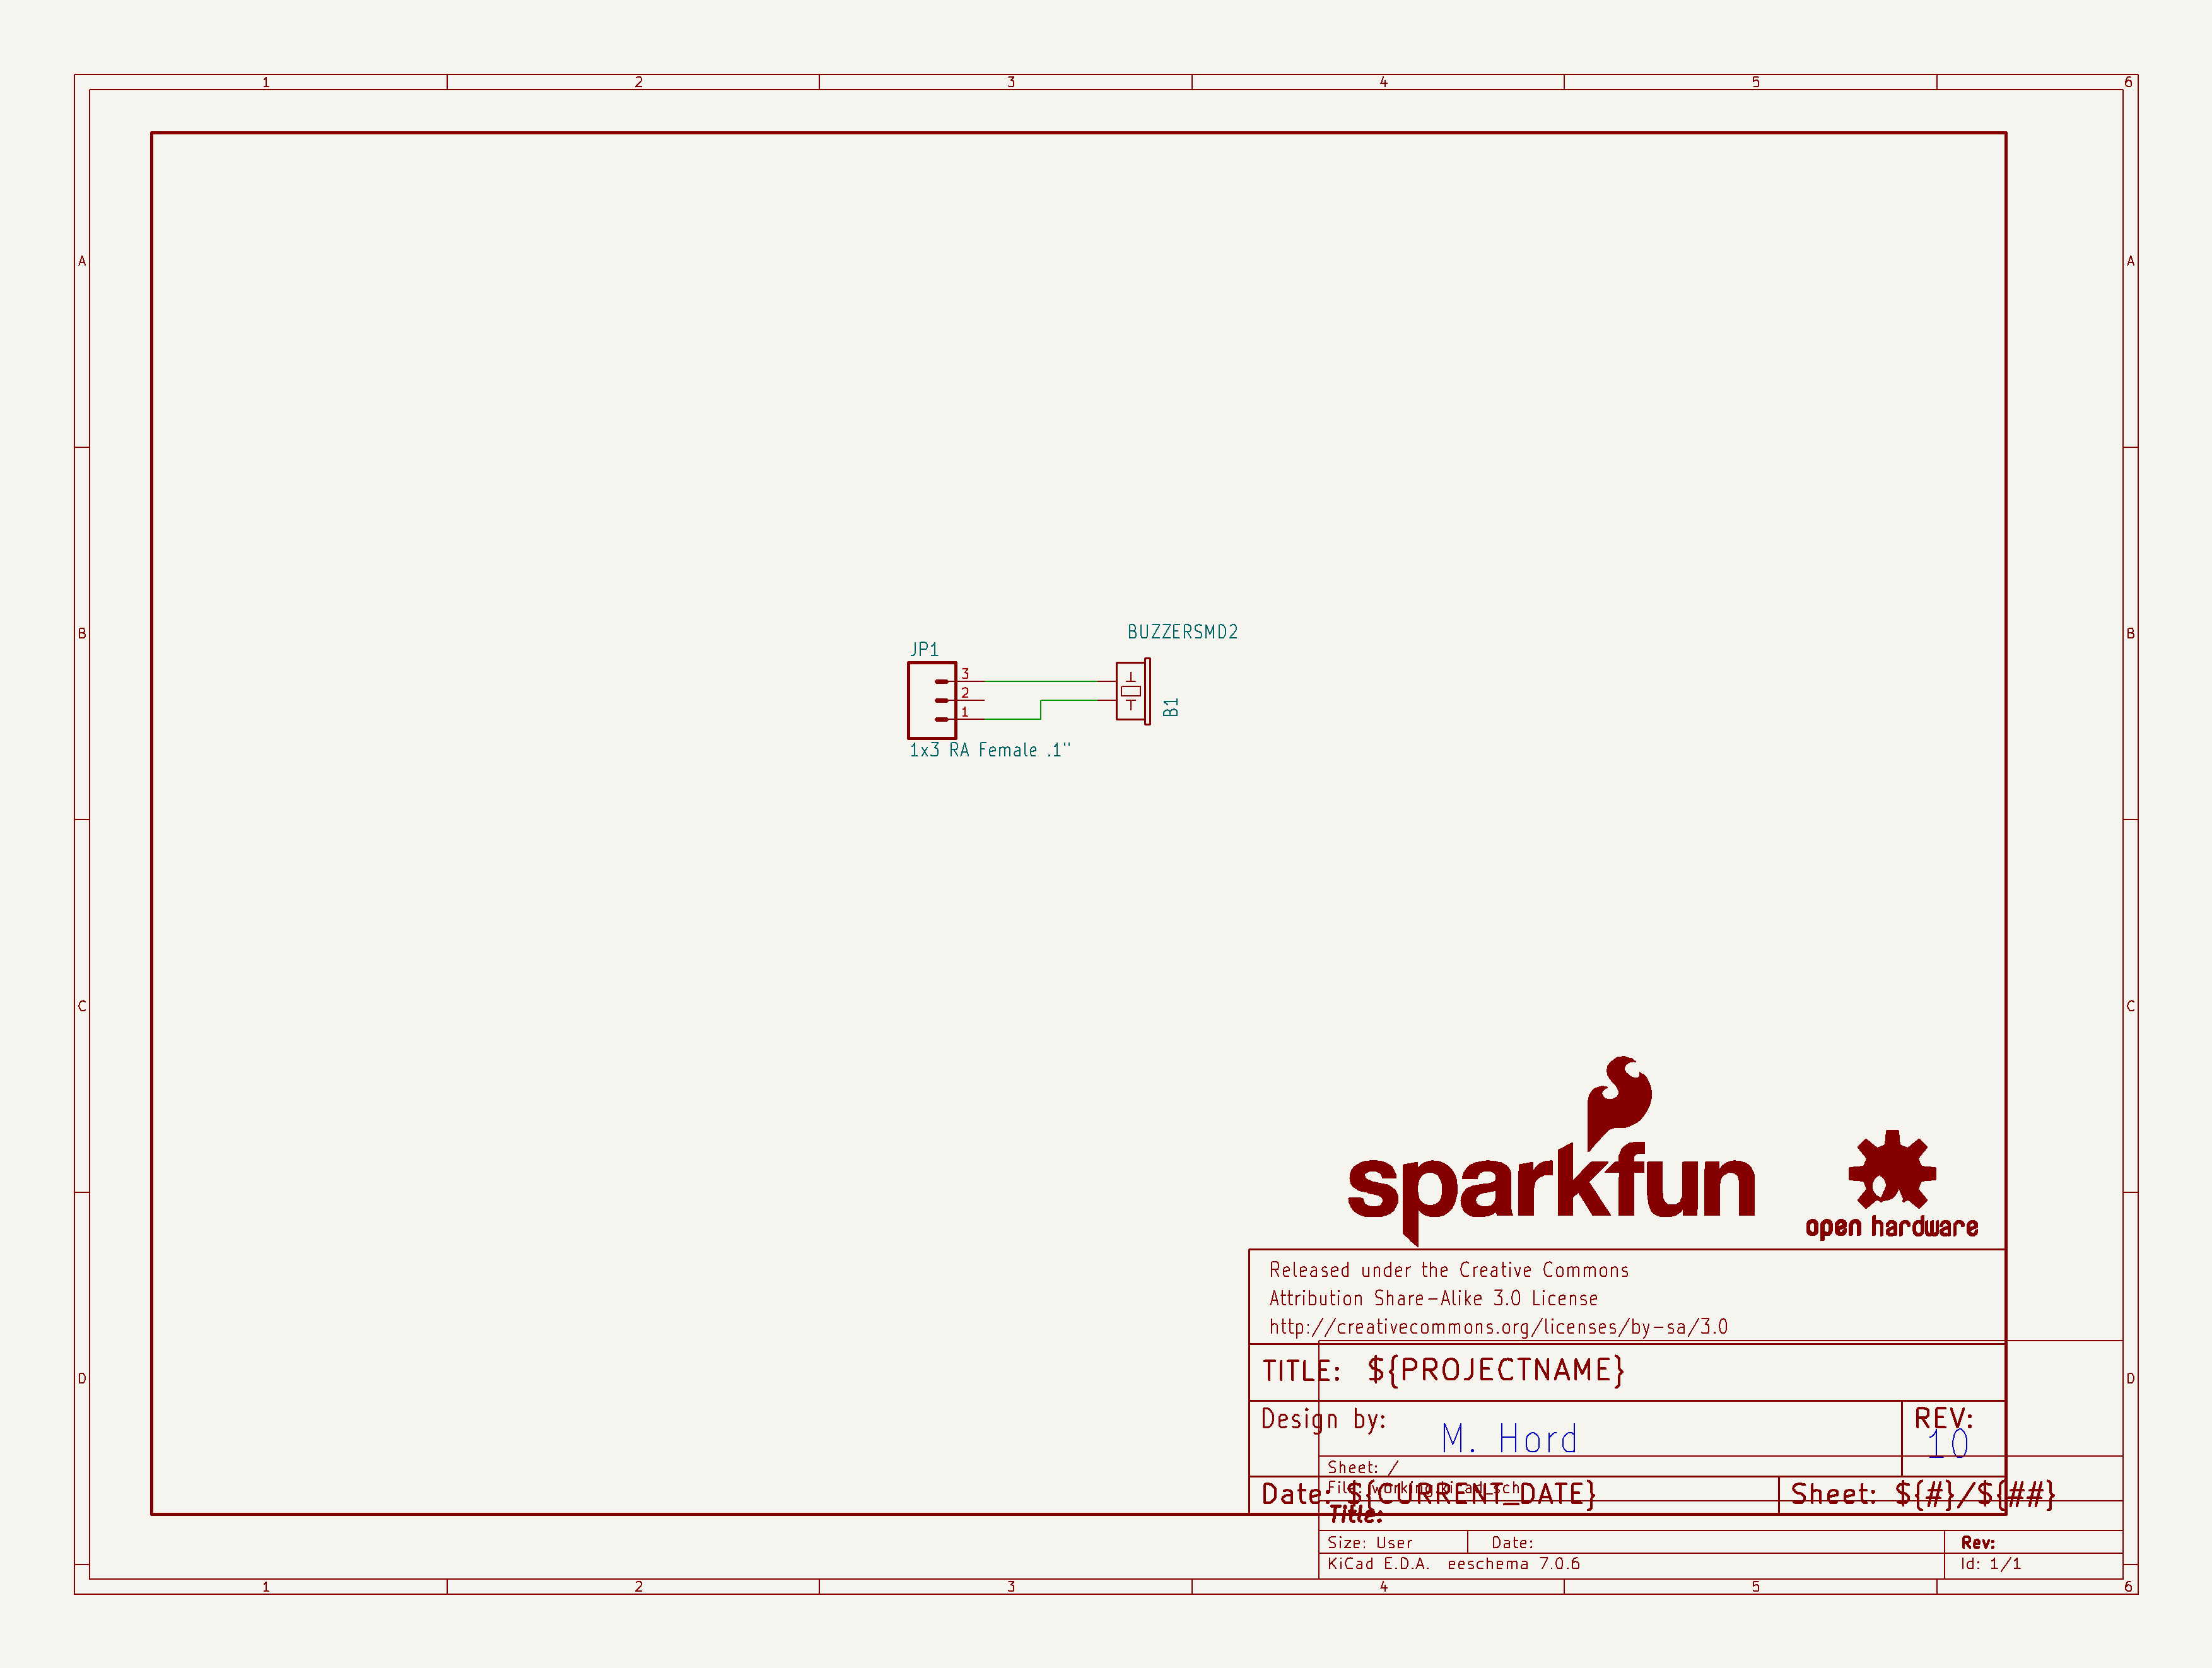 1 2 3 4 5 6
A A
BUZZERSMD2
B B
JP1
3
2
1
B1
1x3 RA Female .1"
C C
sparkfun
open hardware
Released under the Creative Commons
Attribution Share-Alike 3.0 License
http://creativecommons.org/licenses/by-sa/3.0
TITLE: ${PROJECTNAME}
D D
Design by: M. Hord
REV: 10
Sheet: /
File: working.kicad_sch
Date: ${CURRENT_DATE}
Sheet: ${#}/${##}
Title:
Size: User Date: Rev:
KiCad E.D.A. eeschema 7.0.6 Id: 1/1
1 2 3 4 5 6